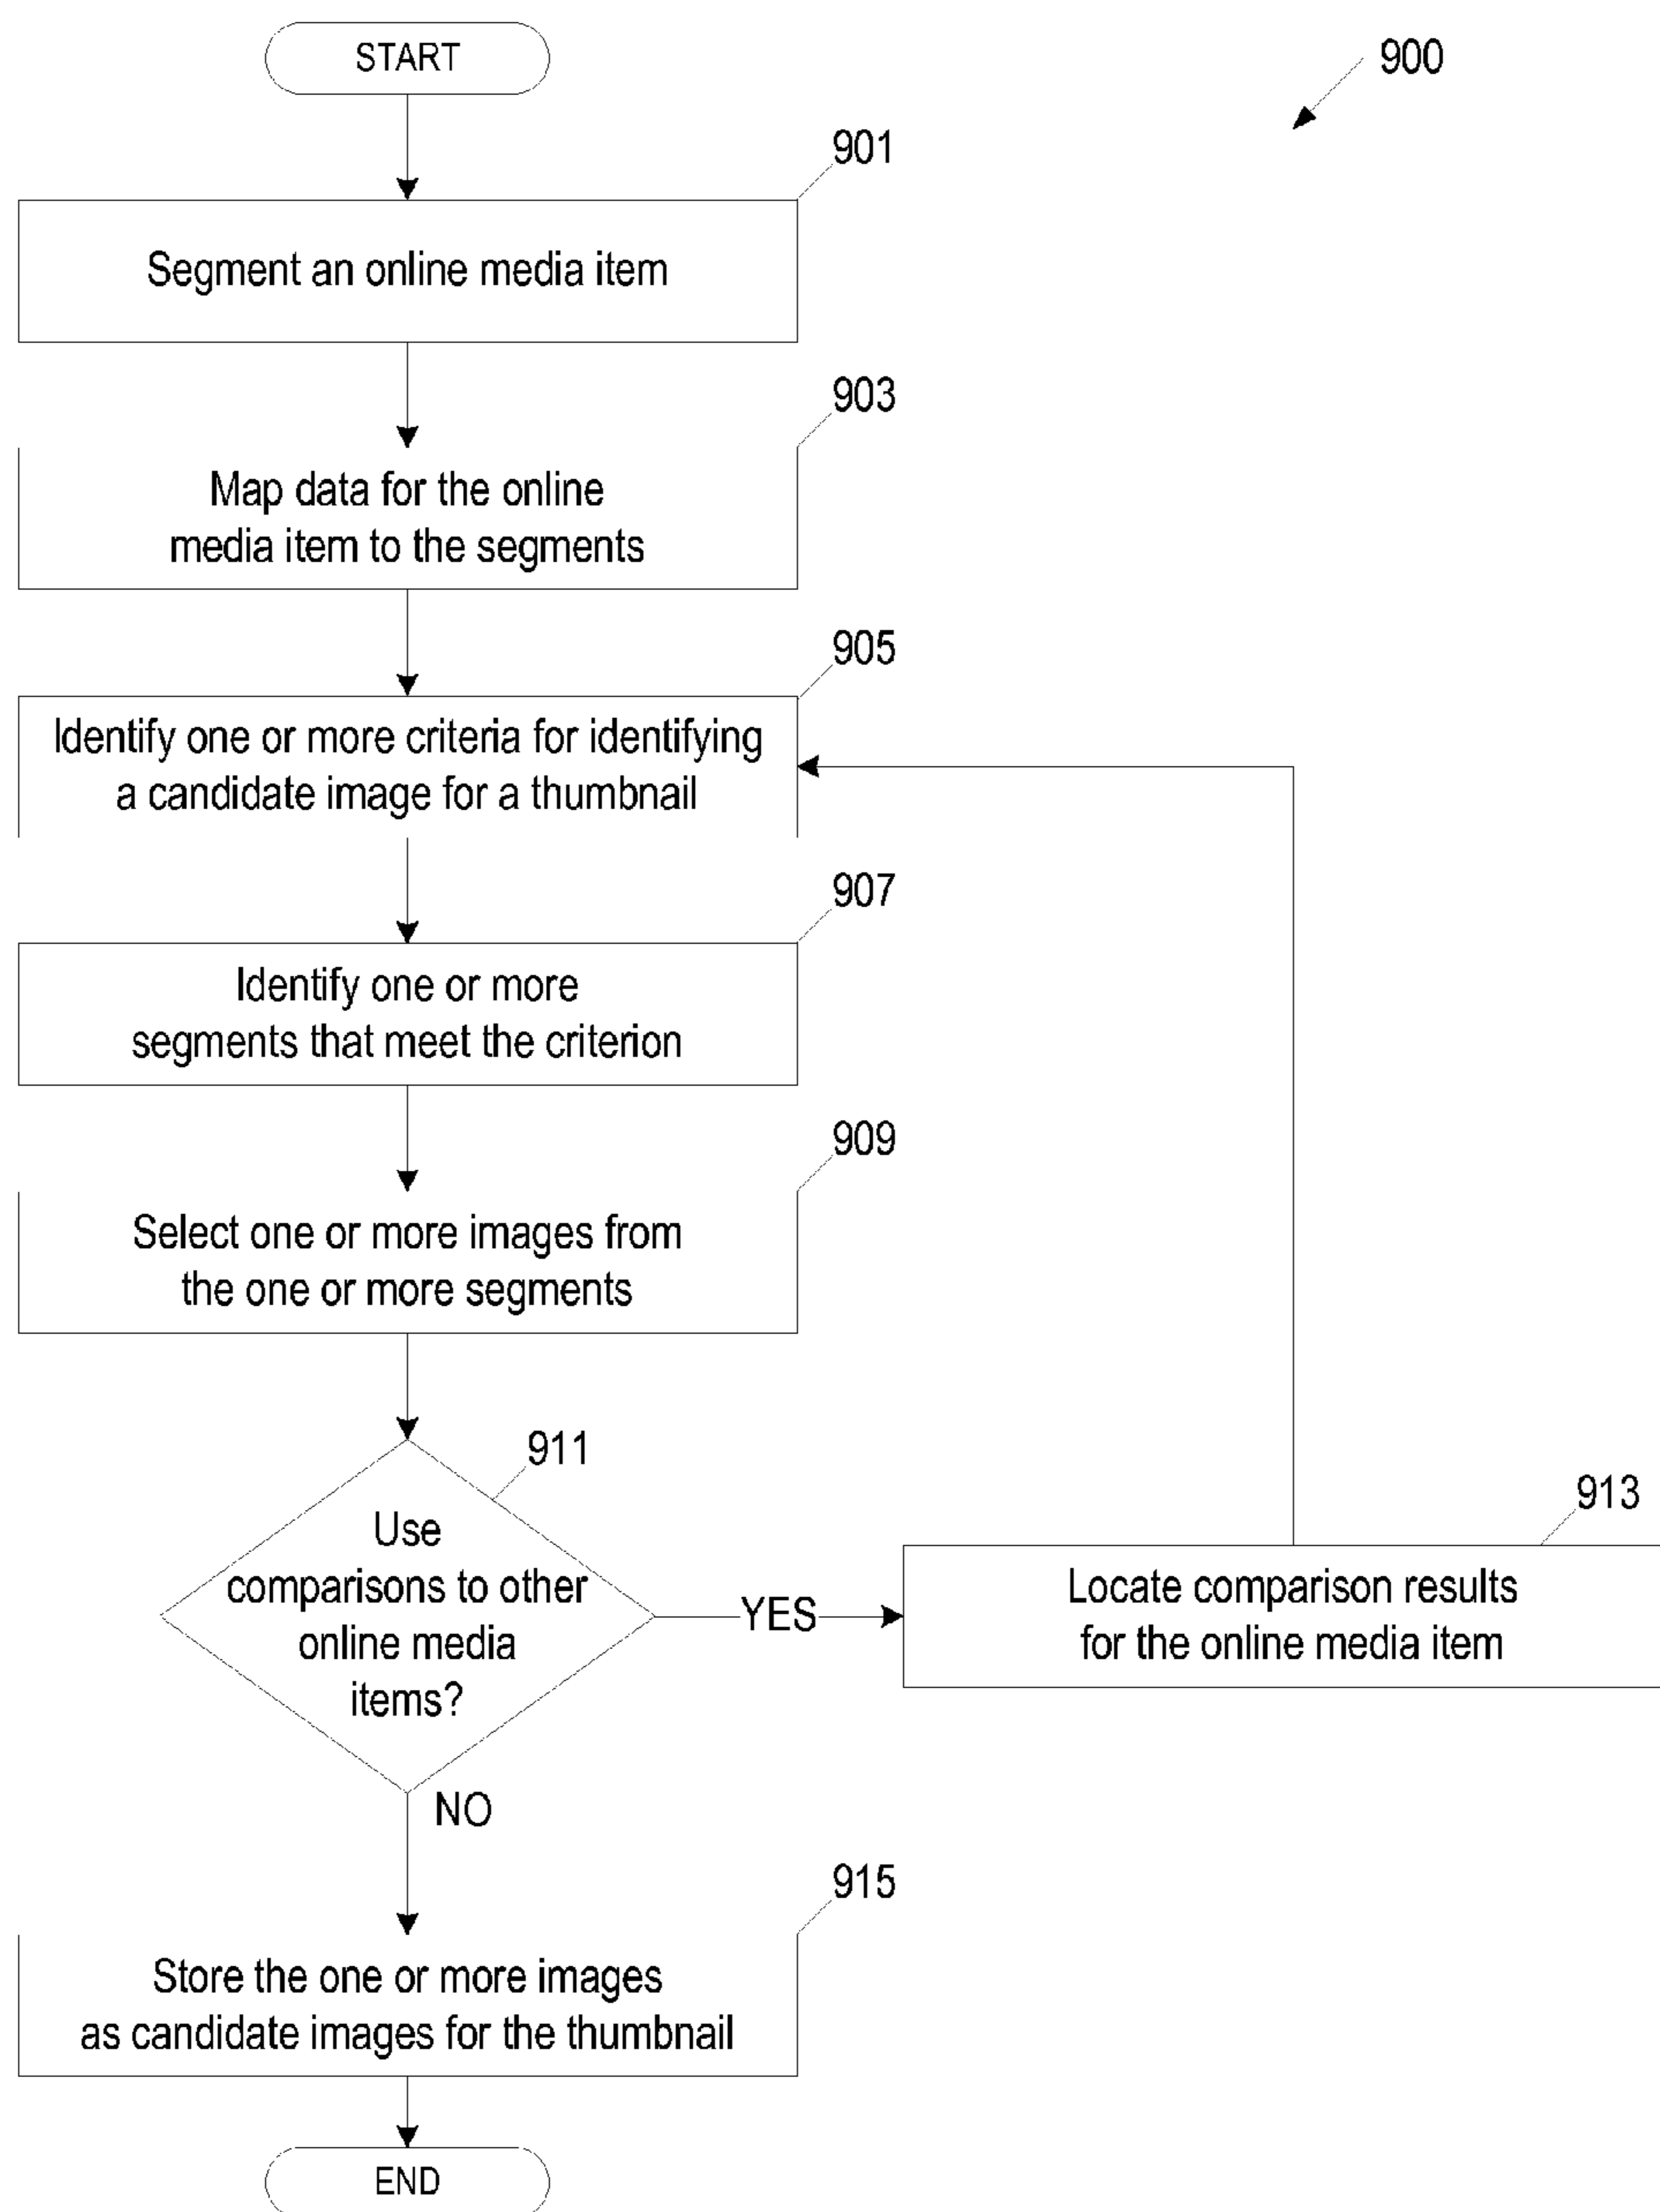 START
900
901
Segment an online media item
903
Map data for the online
media item to the segments
905
Identify one or more criteria for identifying
a candidate image for a thumbnail
907
Identify one or more
segments that meet the criterion
909
Select one or more images from
the one or more segments
911
Use
comparisons to other
online media
items?
YES
913
Locate comparison results
for the online media item
NO
915
Store the one or more images
as candidate images for the thumbnail
END